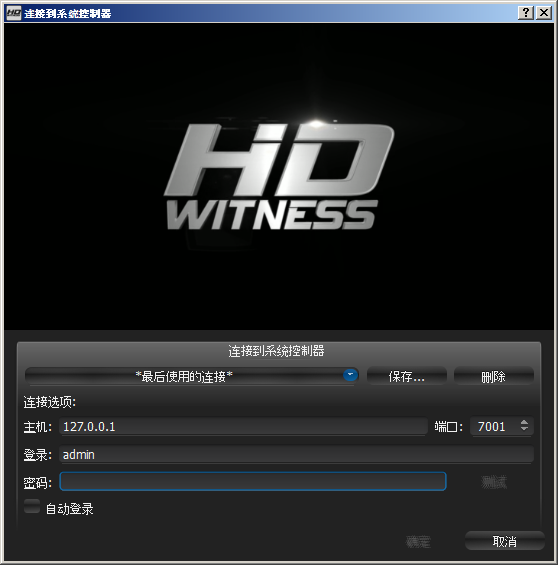 HD 连接到系统控制器
HD
WITNESS
连接到系统控制器
*最后使用的连接* 保存... 删除
连接选项:
主机: 127.0.0.1 端口: 7001
登录: admin
密码: 测试
自动登录
确定 取消